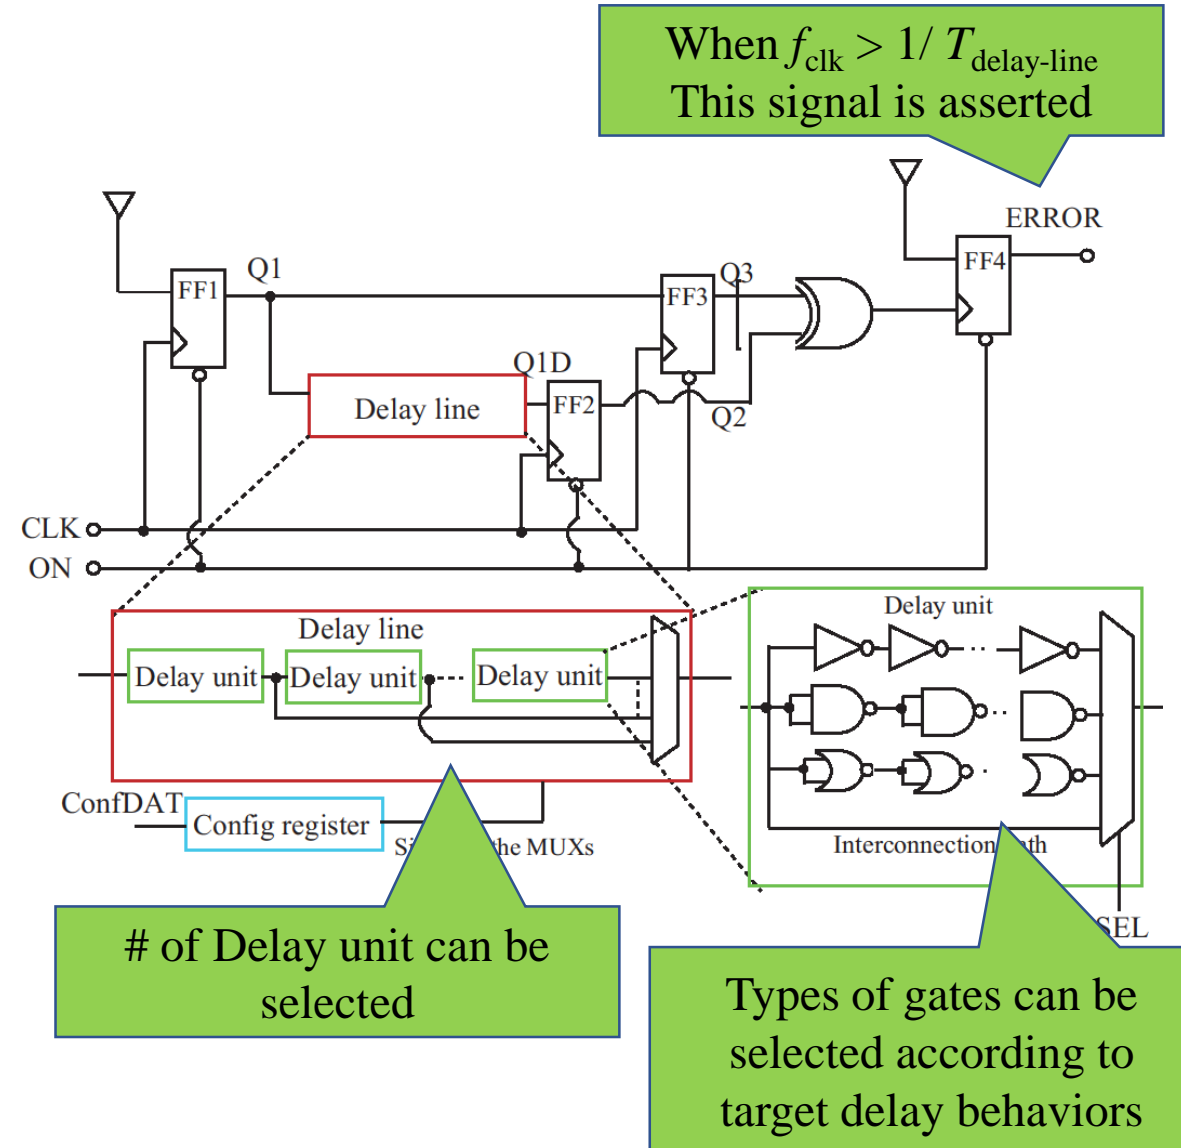 When f_clk > 1/ T_delay-line
This signal is asserted
ERROR
Q1
FF1
FF3
Q3
FF4
Q1D
Delay line
FF2
Q2
CLK
ON
Delay line
Delay unit
Delay unit
Delay unit
Delay unit
ConfDAT
Config register
the MUXs
Interconnection
SEL
# of Delay unit can be
selected
Types of gates can be
selected according to
target delay behaviors